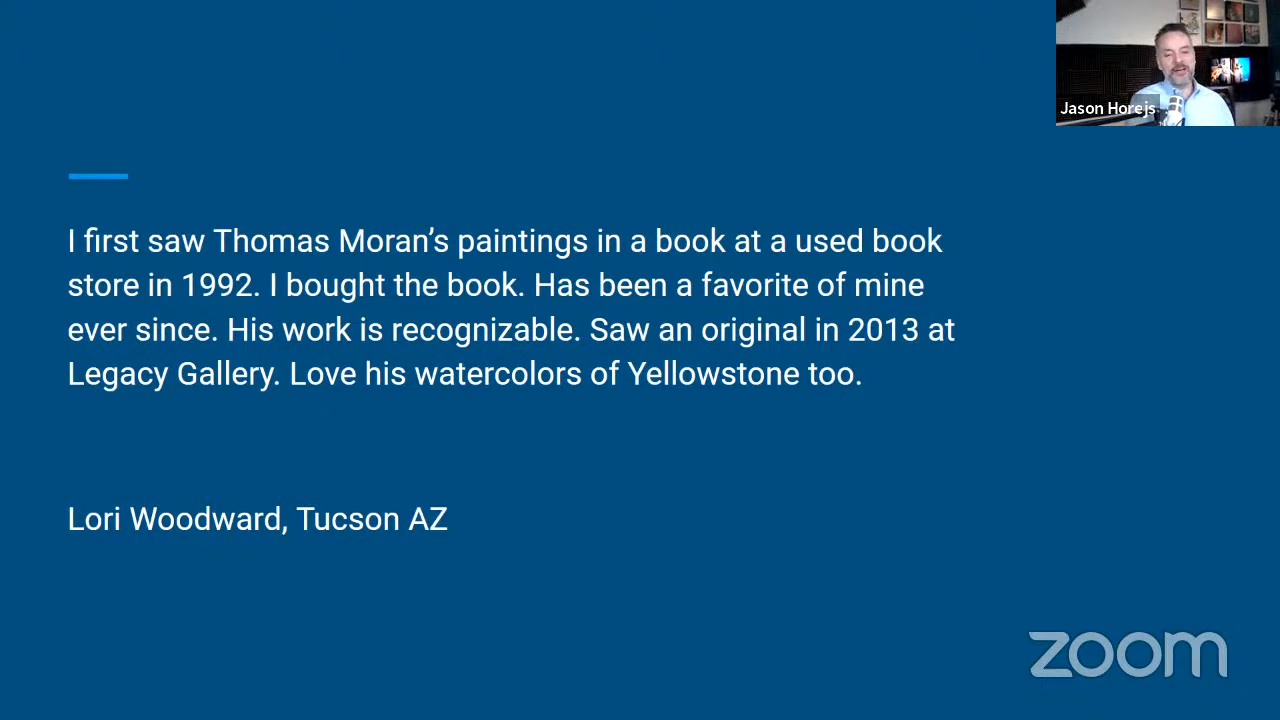 Jason Horejs
I first saw Thomas Moran’s paintings in a book at a used book
store in 1992. I bought the book. Has been a favorite of mine
ever since. His work is recognizable. Saw an original in 2013 at
Legacy Gallery. Love his watercolors of Yellowstone too.
Lori Woodward, Tucson AZ
zoom